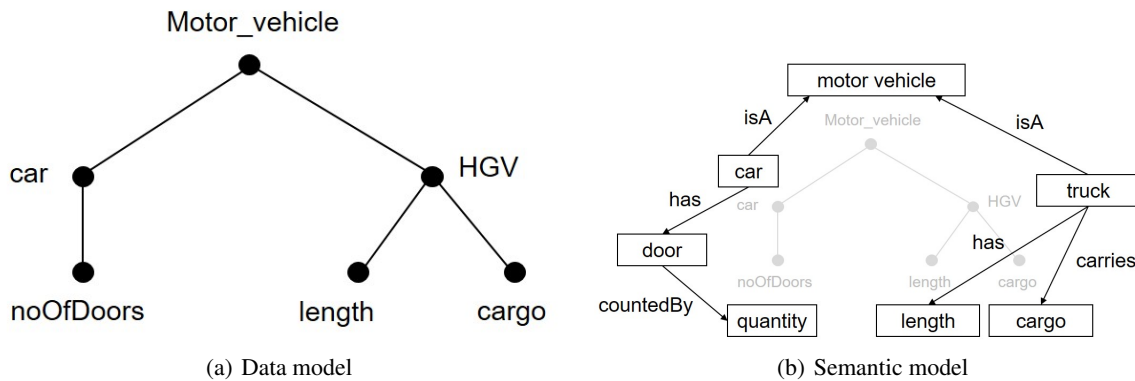 Motor_vehicle
car
HGV
noOfDoors
length
cargo
(a) Data model
motor vehicle
isA
isA
Motor_vehicle
car
truck
has
car
HGV
door
has
carries
noOfDoors
length
cargo
countedBy
quantity
length
cargo
(b) Semantic model